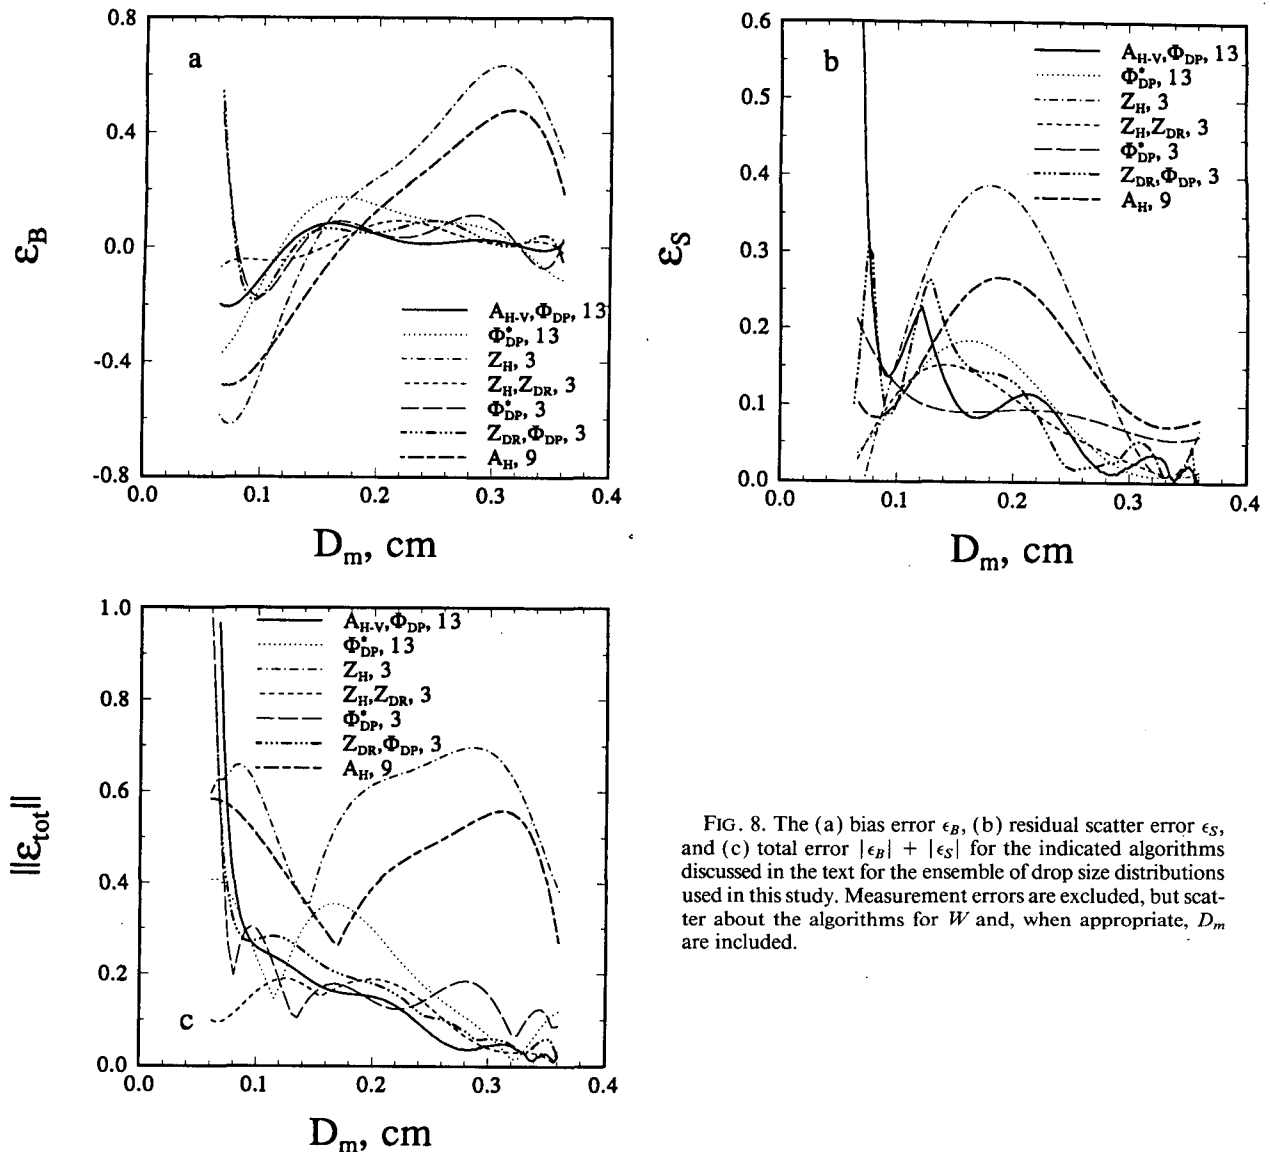 a
0.8
0.4
0.0
-0.4
-0.8
ε_B
0.0 0.1 0.2 0.3 0.4
D_m, cm
A_H-V,Φ_DP, 13
Φ*_DP, 13
Z_H, 3
Z_H,Z_DR, 3
Φ*_DP, 3
Z_DR,Φ_DP, 3
A_H, 9
b
0.6
0.5
0.4
0.3
0.2
0.1
0.0
ε_S
0.0 0.1 0.2 0.3 0.4
D_m, cm
A_H-V,Φ_DP, 13
Φ*_DP, 13
Z_H, 3
Z_H,Z_DR, 3
Φ*_DP, 3
Z_DR,Φ_DP, 3
A_H, 9
1.0
0.8
0.6
0.4
0.2
0.0
||ε_tot||
A_H-V,Φ_DP, 13
Φ*_DP, 13
Z_H, 3
Z_H,Z_DR, 3
Φ*_DP, 3
Z_DR,Φ_DP, 3
A_H, 9
c
0.0 0.1 0.2 0.3 0.4
D_m, cm
FIG. 8. The (a) bias error ϵ_B, (b) residual scatter error ϵ_S,
and (c) total error |ϵ_B| + |ϵ_S| for the indicated algorithms
discussed in the text for the ensemble of drop size distributions
used in this study. Measurement errors are excluded, but scat-
ter about the algorithms for W and, when appropriate, D_m
are included.